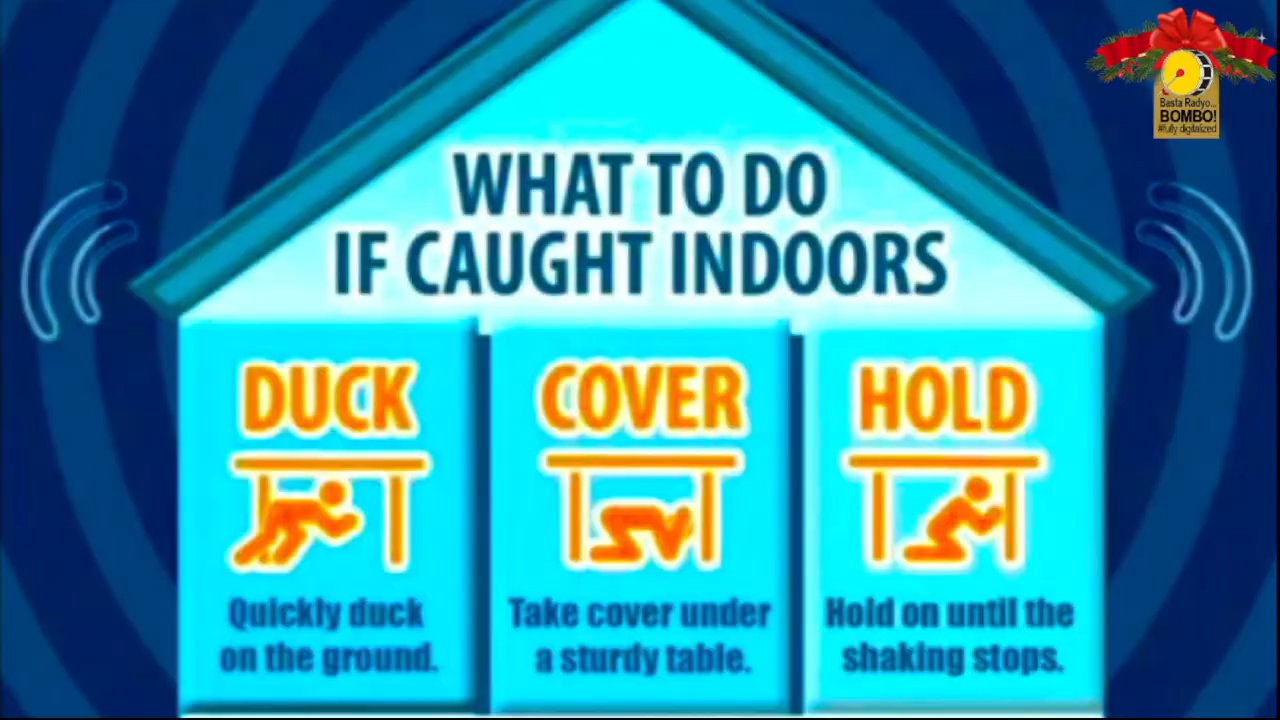 Basta Radyo...
BOMBO!
#fully digitalized
WHAT TO DO
IF CAUGHT INDOORS
DUCK
Quickly duck
on the ground.
COVER
Take cover under
a sturdy table.
HOLD
Hold on until the
shaking stops.